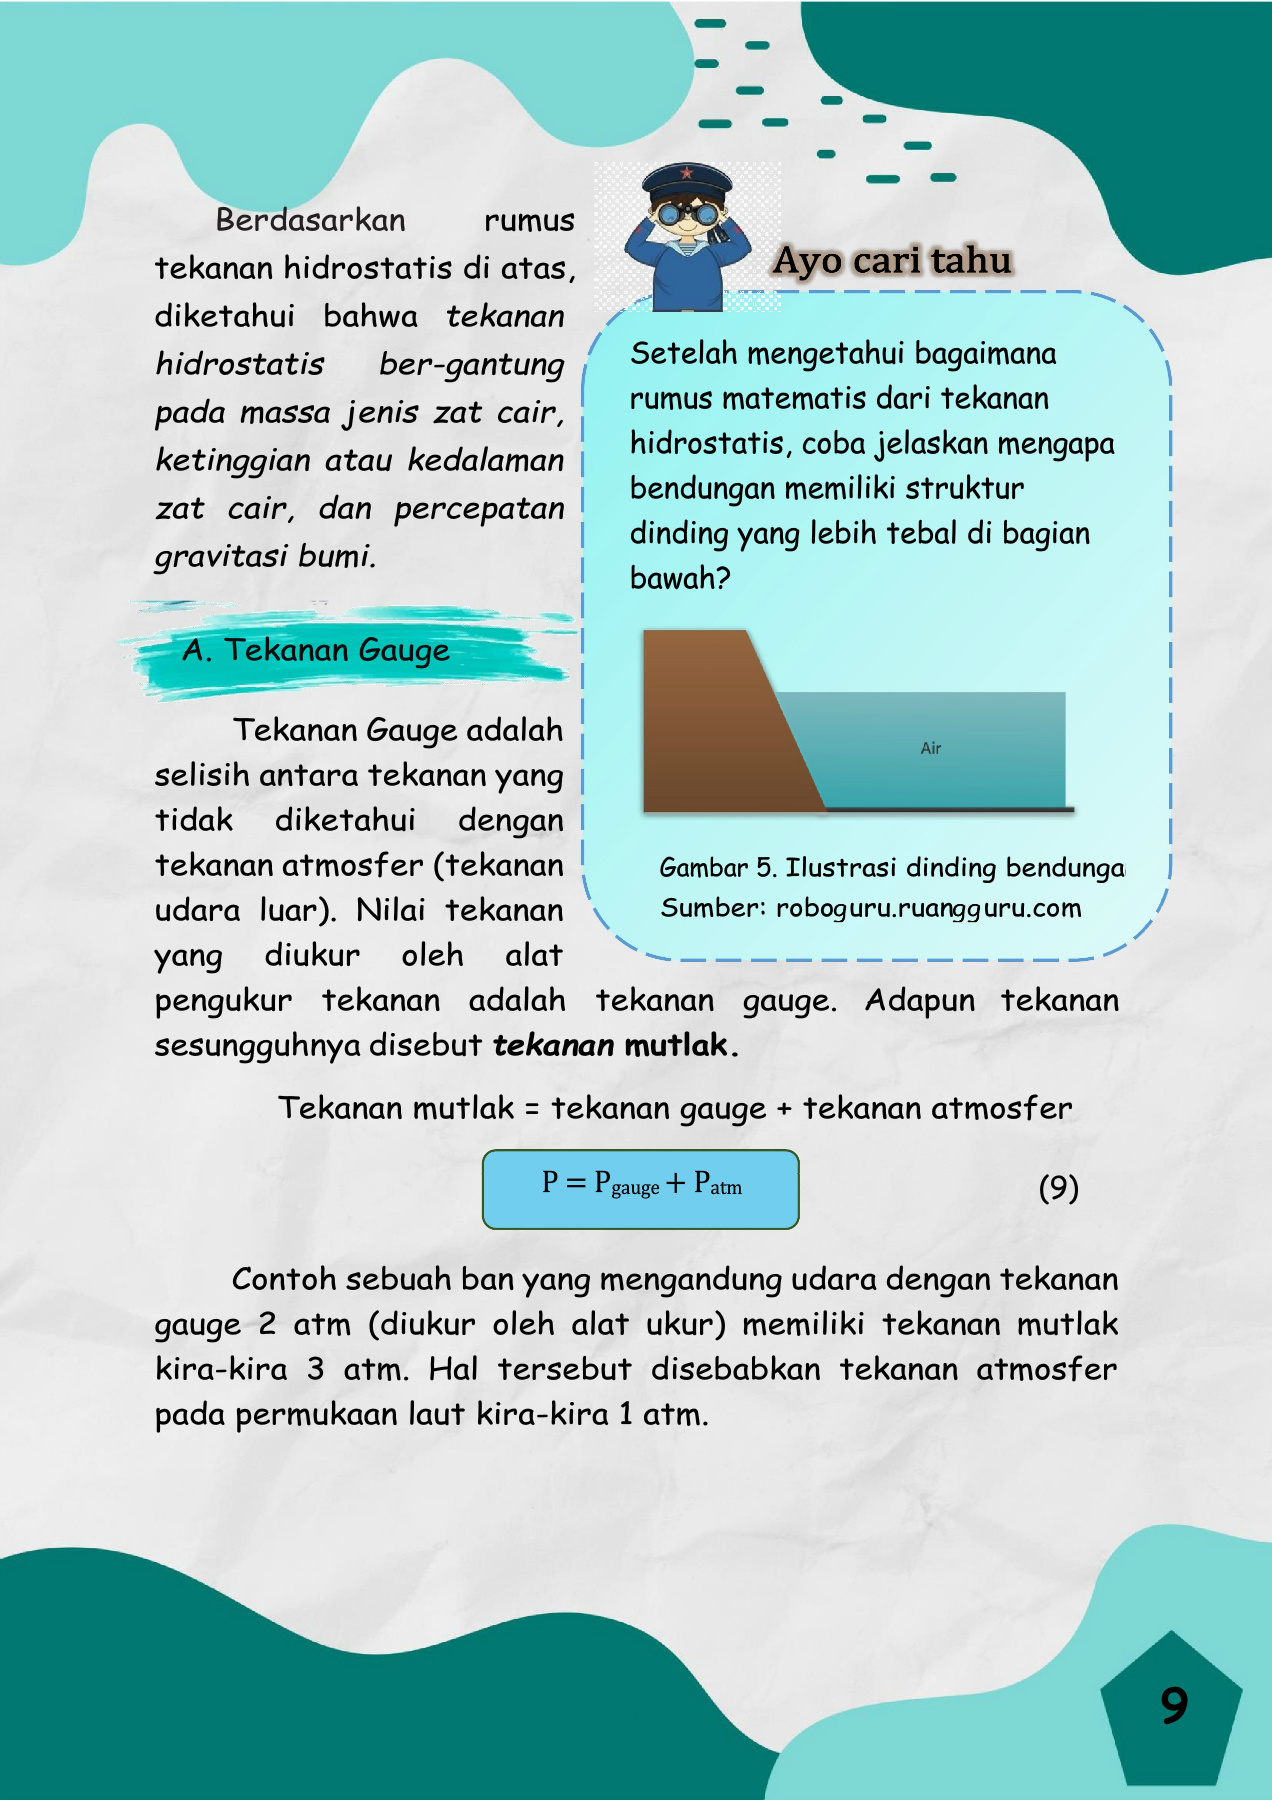 Berdasarkan rumus
tekanan hidrostatis di atas,
diketahui bahwa tekanan
hidrostatis ber-gantung
pada massa jenis zat cair,
ketinggian atau kedalaman
zat cair, dan percepatan
gravitasi bumi.
Ayo cari tahu
Setelah mengetahui bagaimana
rumus matematis dari tekanan
hidrostatis, coba jelaskan mengapa
bendungan memiliki struktur
dinding yang lebih tebal di bagian
bawah?
Air
Gambar 5. Ilustrasi dinding bendunga
Sumber: roboguru.ruangguru.com
A. Tekanan Gauge
Tekanan Gauge adalah
selisih antara tekanan yang
tidak diketahui dengan
tekanan atmosfer (tekanan
udara luar). Nilai tekanan
yang diukur oleh alat
pengukur tekanan adalah tekanan gauge. Adapun tekanan
sesungguhnya disebut tekanan mutlak.
Tekanan mutlak = tekanan gauge + tekanan atmosfer
P = Pgauge + Patm
(9)
Contoh sebuah ban yang mengandung udara dengan tekanan
gauge 2 atm (diukur oleh alat ukur) memiliki tekanan mutlak
kira-kira 3 atm. Hal tersebut disebabkan tekanan atmosfer
pada permukaan laut kira-kira 1 atm.
9